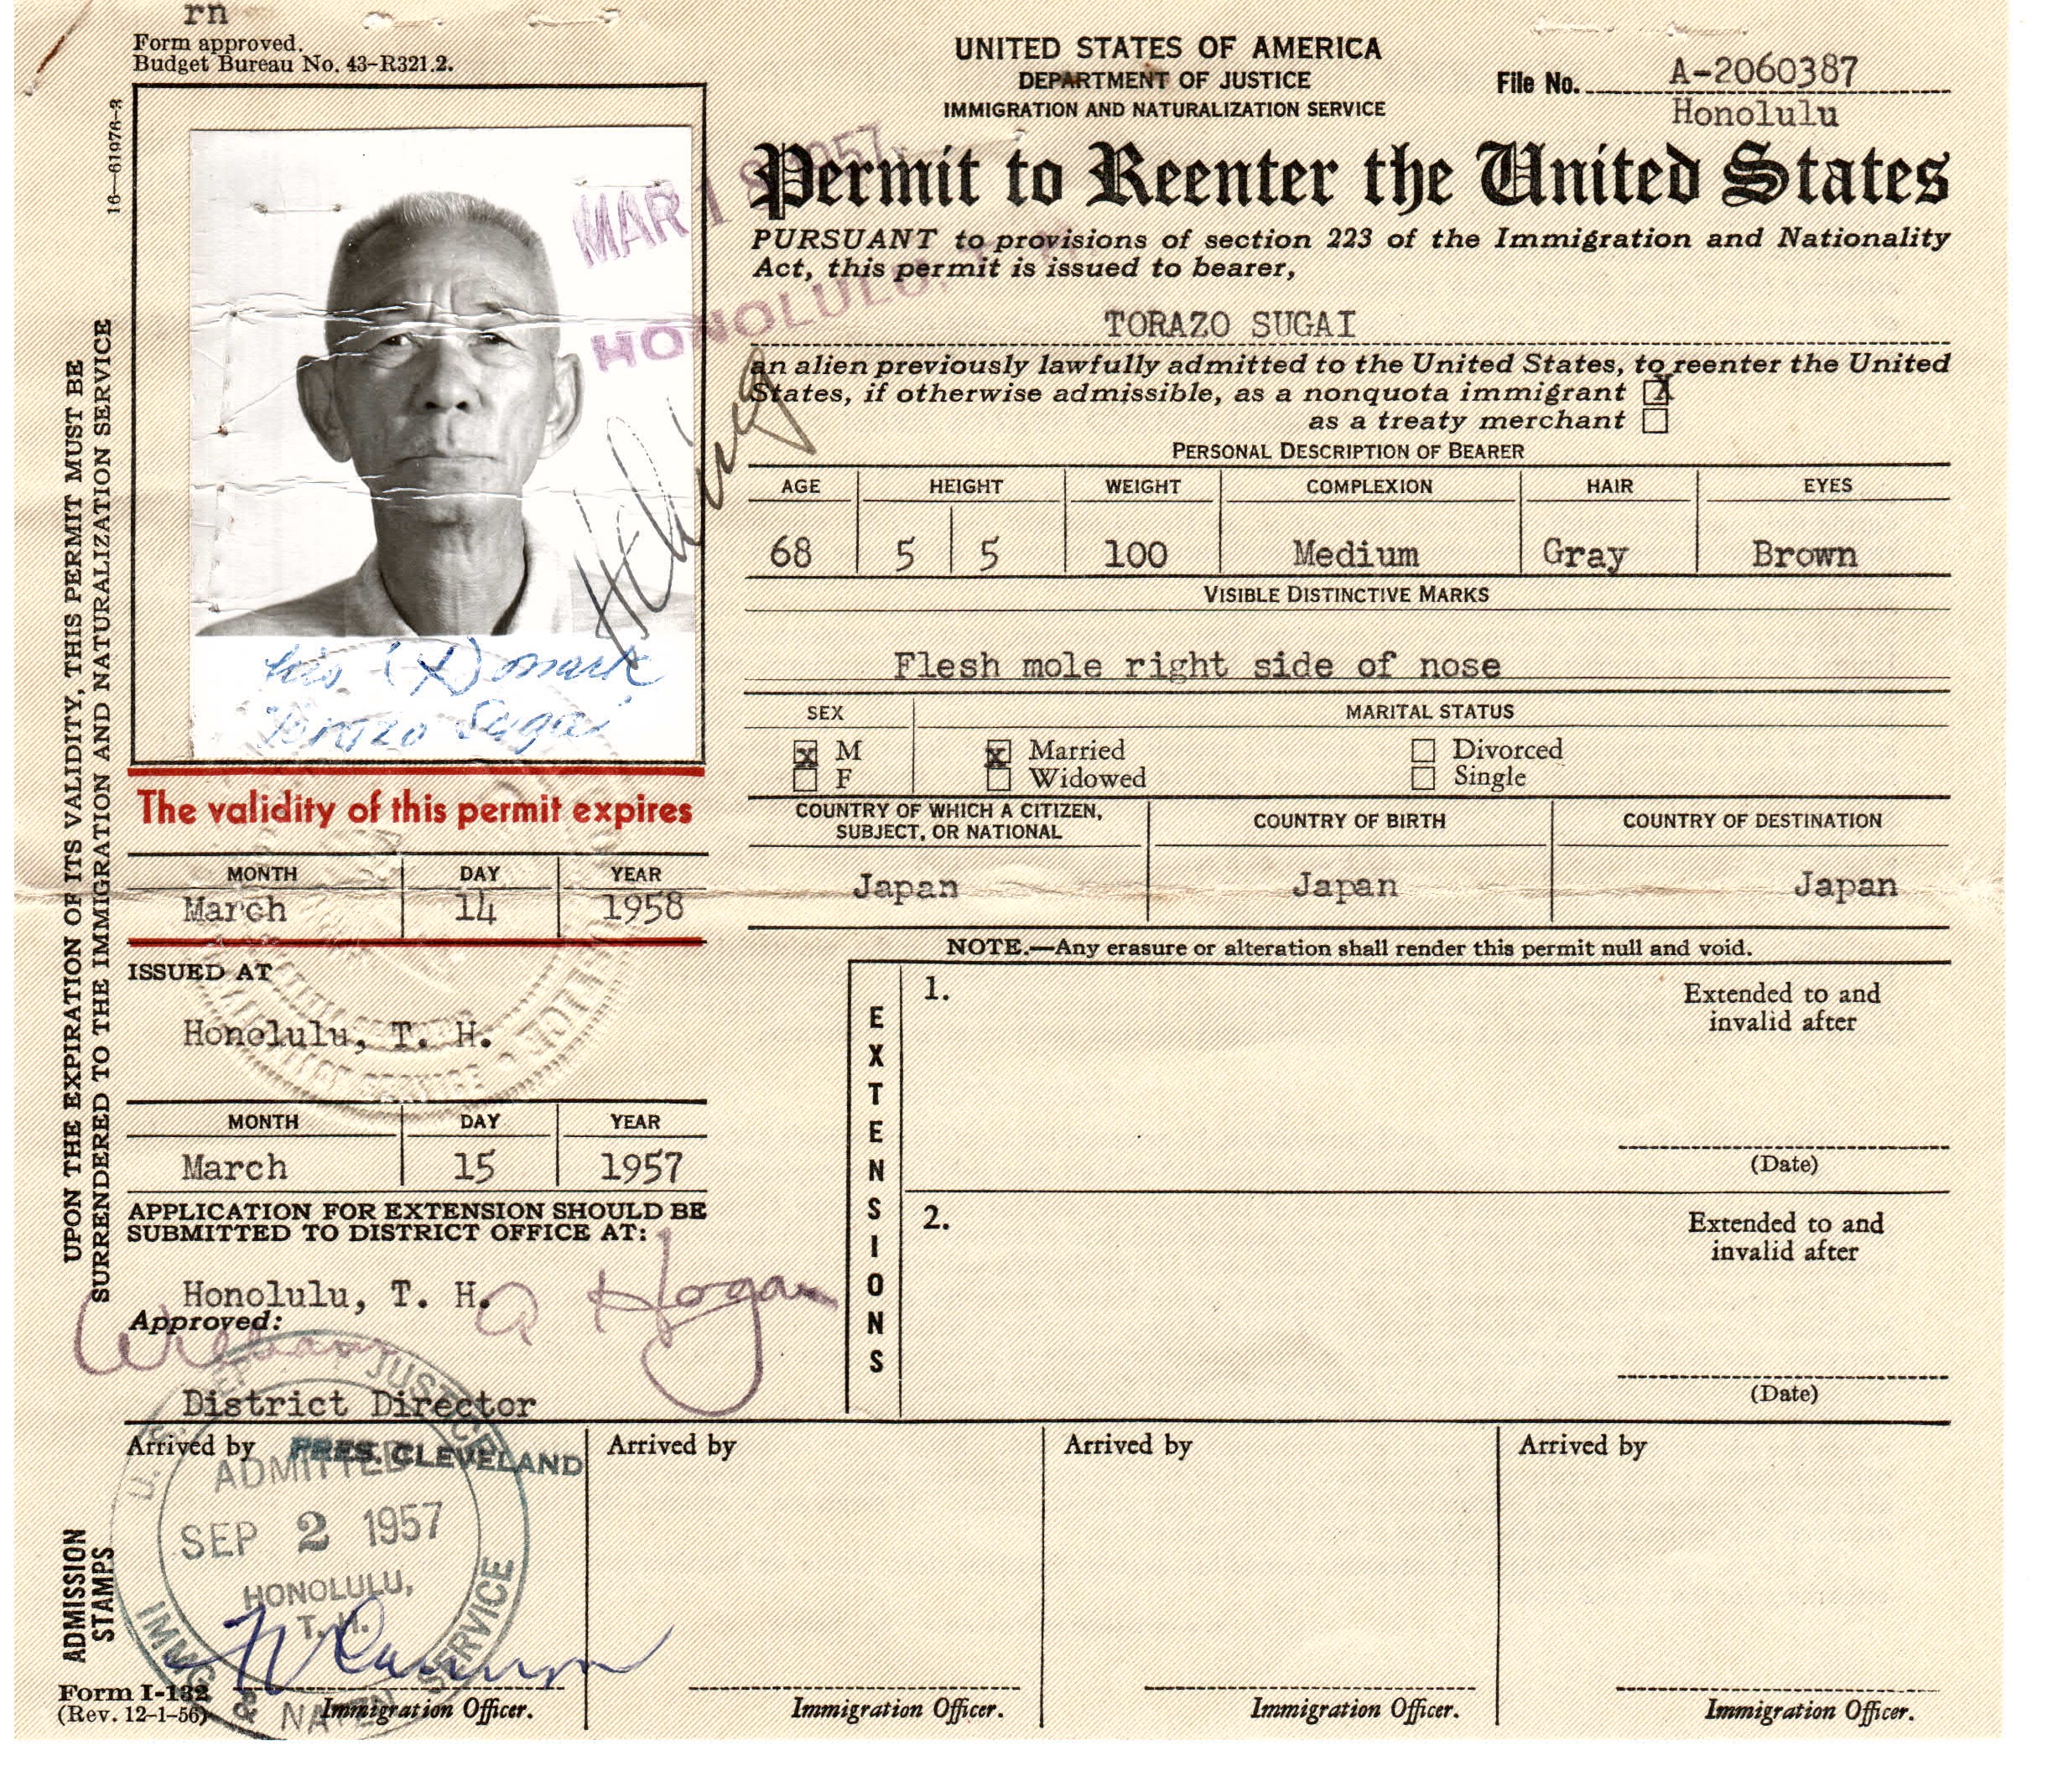 rn
Form approved.
Budget Bureau No. 43-R321.2.
16—61976-3
UNITED STATES OF AMERICA
DEPARTMENT OF JUSTICE
IMMIGRATION AND NATURALIZATION SERVICE
File No. A-2060387
Honolulu
Permit to Reenter the United States
PURSUANT to provisions of section 223 of the Immigration and Nationality
Act, this permit is issued to bearer,
TORAZO SUGAI
an alien previously lawfully admitted to the United States, to reenter the United
States, if otherwise admissible, as a nonquota immigrant X
as a treaty merchant
MAR 18 1957
HONOLULU, T. H.
his (X) mark
Torazo Sugai
PERSONAL DESCRIPTION OF BEARER
AGE HEIGHT WEIGHT COMPLEXION HAIR EYES
68 5 5 100 Medium Gray Brown
VISIBLE DISTINCTIVE MARKS
Flesh mole right side of nose
SEX MARITAL STATUS
X M X Married Divorced
F Widowed Single
COUNTRY OF WHICH A CITIZEN,
SUBJECT, OR NATIONAL
COUNTRY OF BIRTH
COUNTRY OF DESTINATION
Japan Japan Japan
NOTE.—Any erasure or alteration shall render this permit null and void.
UPON THE EXPIRATION OF ITS VALIDITY, THIS PERMIT MUST BE
SURRENDERED TO THE IMMIGRATION AND NATURALIZATION SERVICE
The validity of this permit expires
MONTH DAY YEAR
March 14 1958
ISSUED AT
Honolulu, T. H.
MONTH DAY YEAR
March 15 1957
APPLICATION FOR EXTENSION SHOULD BE
SUBMITTED TO DISTRICT OFFICE AT:
Honolulu, T. H.
Approved:
William A Hogan
District Director
EXTENSIONS
1.
Extended to and
invalid after
(Date)
2.
Extended to and
invalid after
(Date)
ADMISSION
STAMPS
Arrived by PRES. CLEVELAND
U. S. DEPT. JUSTICE
ADMITTED
SEP 2 1957
HONOLULU,
T. H.
IMMG. & NATZN SERVICE
Immigration Officer.
Arrived by
Immigration Officer.
Arrived by
Immigration Officer.
Arrived by
Immigration Officer.
Form I-132
(Rev. 12-1-56)